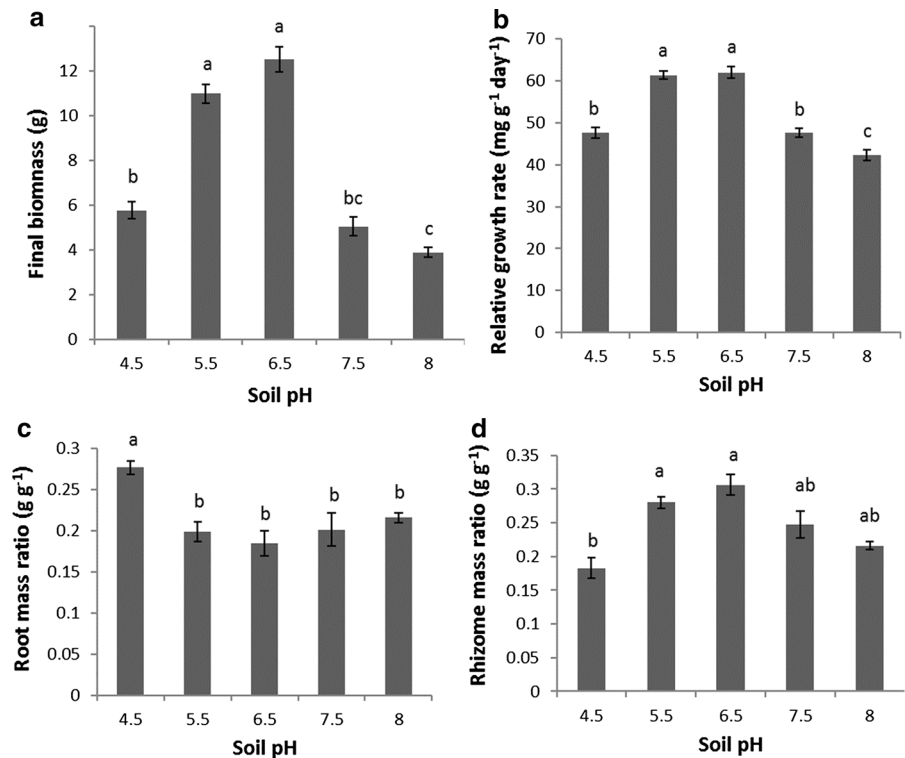 a
Final biomnass (g)
12
10
8
6
4
2
0
b
a
a
bc
c
4.5 5.5 6.5 7.5 8
Soil pH
b
Relative growth rate (mg g⁻¹ day⁻¹)
70
60
50
40
30
20
10
0
b
a
a
b
c
4.5 5.5 6.5 7.5 8
Soil pH
c
Root mass ratio (g g⁻¹)
0.3
0.25
0.2
0.15
0.1
0.05
0
a
b
b
b
b
4.5 5.5 6.5 7.5 8
Soil pH
d
Rhizome mass ratio (g g⁻¹)
0.35
0.3
0.25
0.2
0.15
0.1
0.05
0
b
a
a
ab
ab
4.5 5.5 6.5 7.5 8
Soil pH